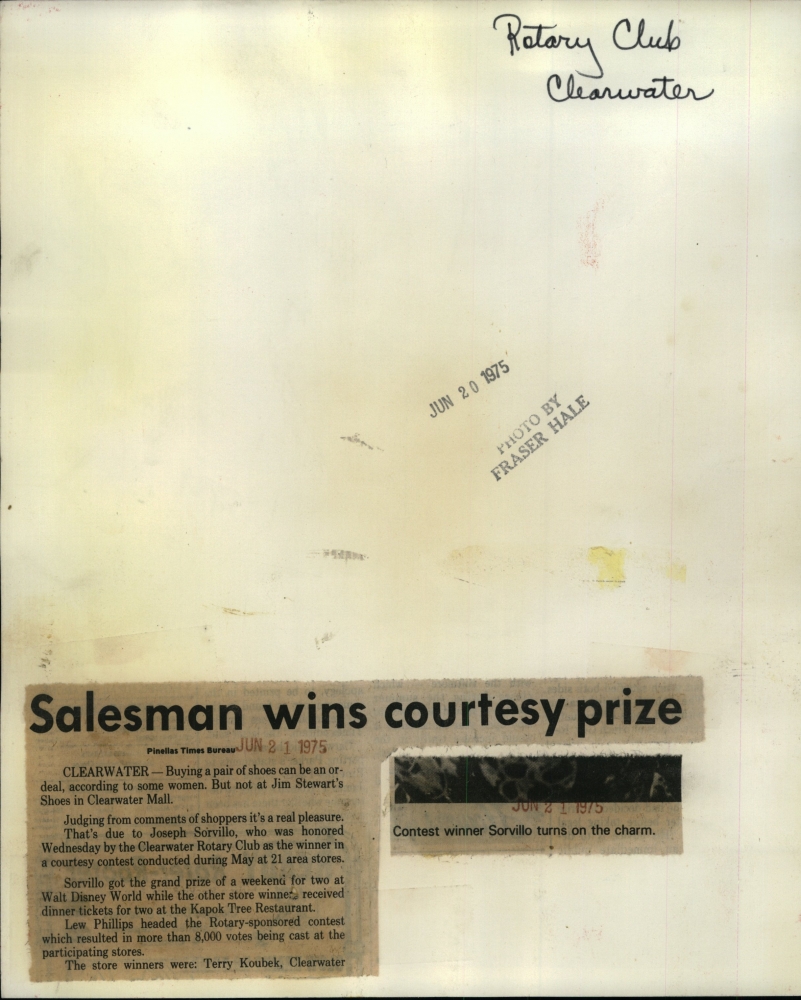 Rotary Club
Clearwater
JUN 20 1975
PHOTO BY
FRASER HALE
Salesman wins courtesy prize
Pinellas Times Bureau JUN 21 1975
CLEARWATER — Buying a pair of shoes can be an or-
deal, according to some women. But not at Jim Stewart's
Shoes in Clearwater Mall.
Judging from comments of shoppers it's a real pleasure.
That's due to Joseph Sorvillo, who was honored
Wednesday by the Clearwater Rotary Club as the winner in
a courtesy contest conducted during May at 21 area stores.
Sorvillo got the grand prize of a weekend for two at
Walt Disney World while the other store winners received
dinner tickets for two at the Kapok Tree Restaurant.
Lew Phillips headed the Rotary-sponsored contest
which resulted in more than 8,000 votes being cast at the
participating stores.
The store winners were: Terry Koubek, Clearwater
JUN 21 1975
Contest winner Sorvillo turns on the charm.